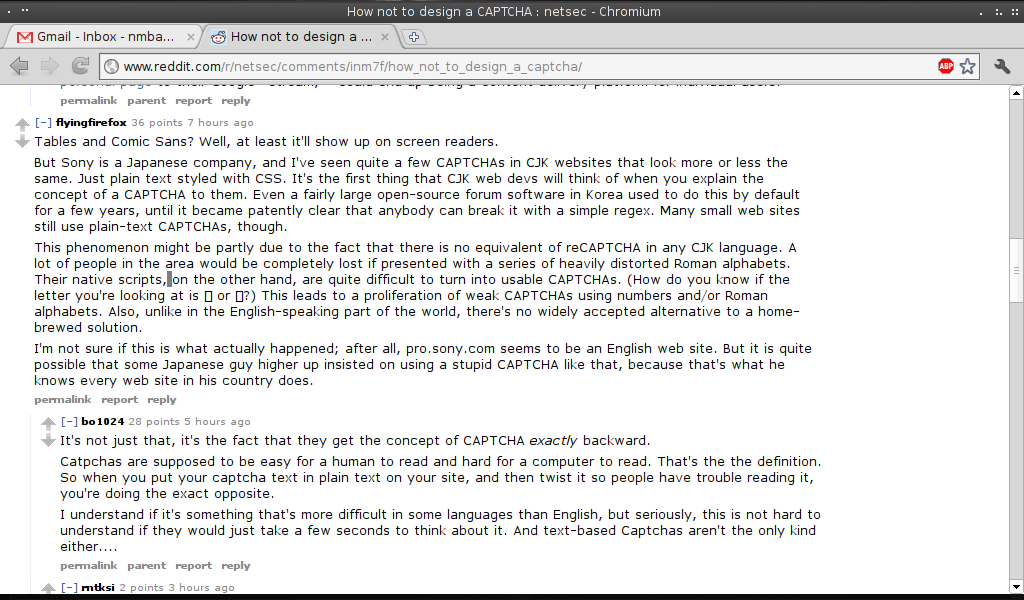 How not to design a CAPTCHA : netsec - Chromium
Gmail - Inbox - nmba...
How not to design a ...
www.reddit.com/r/netsec/comments/inm7f/how_not_to_design_a_captcha/
ABP
permalink parent report reply
[-] flyingfirefox 36 points 7 hours ago
Tables and Comic Sans? Well, at least it'll show up on screen readers.
But Sony is a Japanese company, and I've seen quite a few CAPTCHAs in CJK websites that look more or less the
same. Just plain text styled with CSS. It's the first thing that CJK web devs will think of when you explain the
concept of a CAPTCHA to them. Even a fairly large open-source forum software in Korea used to do this by default
for a few years, until it became patently clear that anybody can break it with a simple regex. Many small web sites
still use plain-text CAPTCHAs, though.
This phenomenon might be partly due to the fact that there is no equivalent of reCAPTCHA in any CJK language. A
lot of people in the area would be completely lost if presented with a series of heavily distorted Roman alphabets.
Their native scripts, on the other hand, are quite difficult to turn into usable CAPTCHAs. (How do you know if the
letter you're looking at is ▯ or ▯?) This leads to a proliferation of weak CAPTCHAs using numbers and/or Roman
alphabets. Also, unlike in the English-speaking part of the world, there's no widely accepted alternative to a home-
brewed solution.
I'm not sure if this is what actually happened; after all, pro.sony.com seems to be an English web site. But it is quite
possible that some Japanese guy higher up insisted on using a stupid CAPTCHA like that, because that's what he
knows every web site in his country does.
permalink report reply
[-] bo1024 28 points 5 hours ago
It's not just that, it's the fact that they get the concept of CAPTCHA exactly backward.
Catpchas are supposed to be easy for a human to read and hard for a computer to read. That's the the definition.
So when you put your captcha text in plain text on your site, and then twist it so people have trouble reading it,
you're doing the exact opposite.
I understand if it's something that's more difficult in some languages than English, but seriously, this is not hard to
understand if they would just take a few seconds to think about it. And text-based Captchas aren't the only kind
either....
permalink parent report reply
[-] rntksi 2 points 3 hours ago